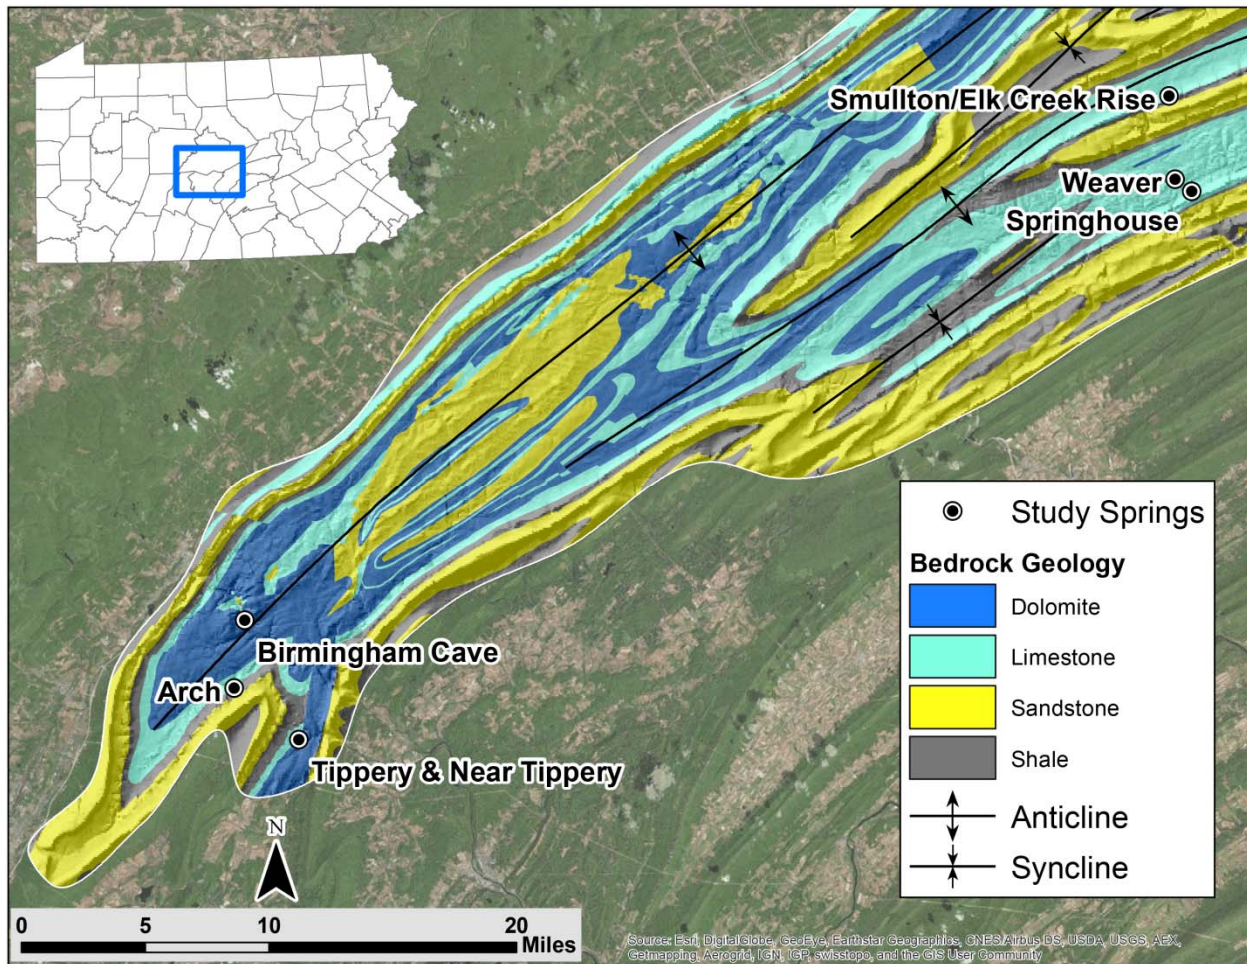 Smullton/Elk Creek Rise
Weaver
Springhouse
Birmingham Cave
Arch
Tippery & Near Tippery
N
0 5 10 20
Miles
Study Springs
Bedrock Geology
Dolomite
Limestone
Sandstone
Shale
Anticline
Syncline
Source: Esri, DigitalGlobe, GeoEye, Earthstar Geographics, CNES/Airbus DS, USDA, USGS, AEX,
Getmapping, Aerogrid, IGN, IGP, swisstopo, and the GIS User Community